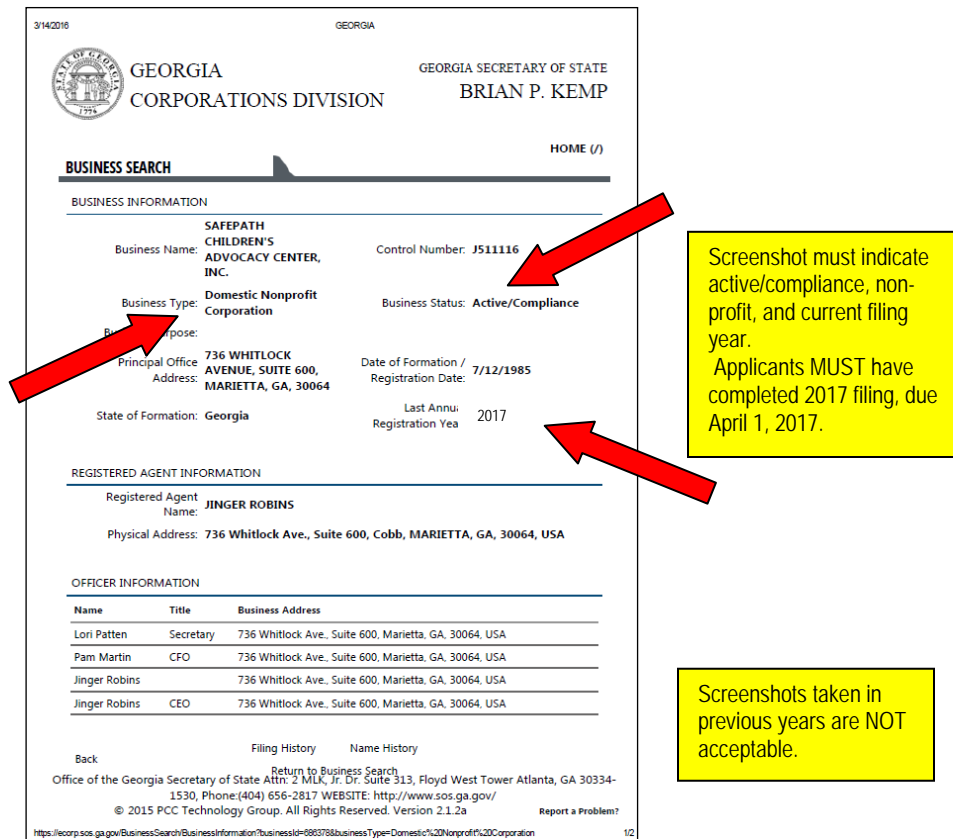 3/14/2016 GEORGIA
GEORGIA
CORPORATIONS DIVISION
GEORGIA SECRETARY OF STATE
BRIAN P. KEMP
STATE OF GEORGIA
1776
HOME (/)
BUSINESS SEARCH
BUSINESS INFORMATION
Business Name: SAFEPATH
CHILDREN'S
ADVOCACY CENTER,
INC.
Control Number: J511116
Business Type: Domestic Nonprofit
Corporation
Business Status: Active/Compliance
Principal Office
Address:
736 WHITLOCK
AVENUE, SUITE 600,
MARIETTA, GA, 30064
Date of Formation /
Registration Date: 7/12/1985
State of Formation: Georgia
Last Annu
Registration Yea 2017
REGISTERED AGENT INFORMATION
Registered Agent
Name: JINGER ROBINS
Physical Address: 736 Whitlock Ave., Suite 600, Cobb, MARIETTA, GA, 30064, USA
OFFICER INFORMATION
Name Title Business Address
Lori Patten Secretary 736 Whitlock Ave., Suite 600, Marietta, GA, 30064, USA
Pam Martin CFO 736 Whitlock Ave., Suite 600, Marietta, GA, 30064, USA
Jinger Robins 736 Whitlock Ave., Suite 600, Marietta, GA, 30064, USA
Jinger Robins CEO 736 Whitlock Ave., Suite 600, Marietta, GA, 30064, USA
Back
Filing History Name History
Return to Business Search
Office of the Georgia Secretary of State Attn: 2 MLK, Jr. Dr. Suite 313, Floyd West Tower Atlanta, GA 30334-
1530, Phone:(404) 656-2817 WEBSITE: http://www.sos.ga.gov/
© 2015 PCC Technology Group. All Rights Reserved. Version 2.1.2a Report a Problem?
https://ecorp.sos.ga.gov/BusinessSearch/BusinessInformation?businessId=686378&businessType=Domestic%20Nonprofit%20Corporation 1/2
Screenshot must indicate
active/compliance, non-
profit, and current filing
year.
Applicants MUST have
completed 2017 filing, due
April 1, 2017.
Screenshots taken in
previous years are NOT
acceptable.